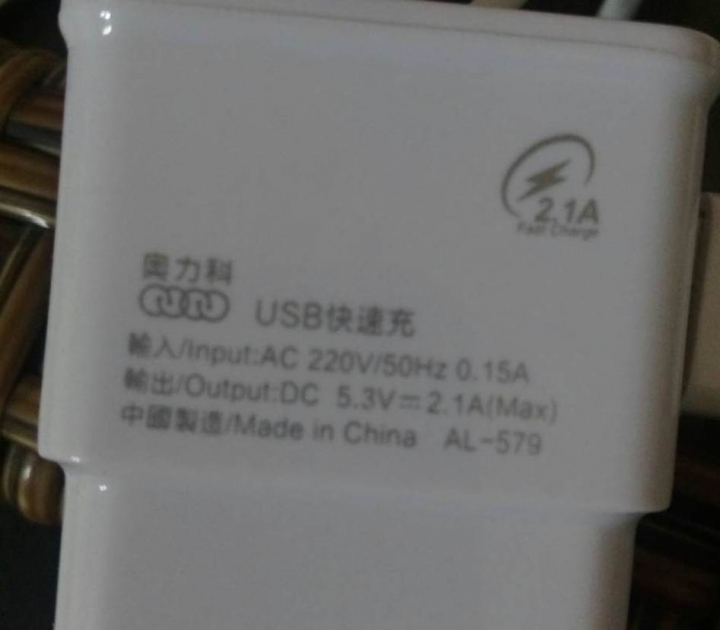 2.1A
Fast Charge
奥力科
USB快速充
輸入/Input:AC 220V/50Hz 0.15A
輸出/Output:DC 5.3V⎓2.1A(Max)
中國製造/Made in China AL-579